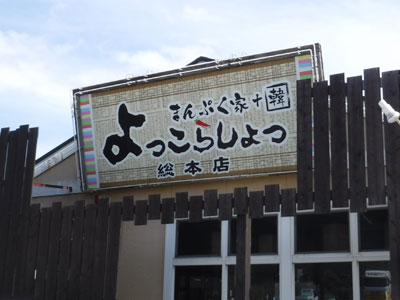 まんぷく家+韓
よっこらしょっ
総本店